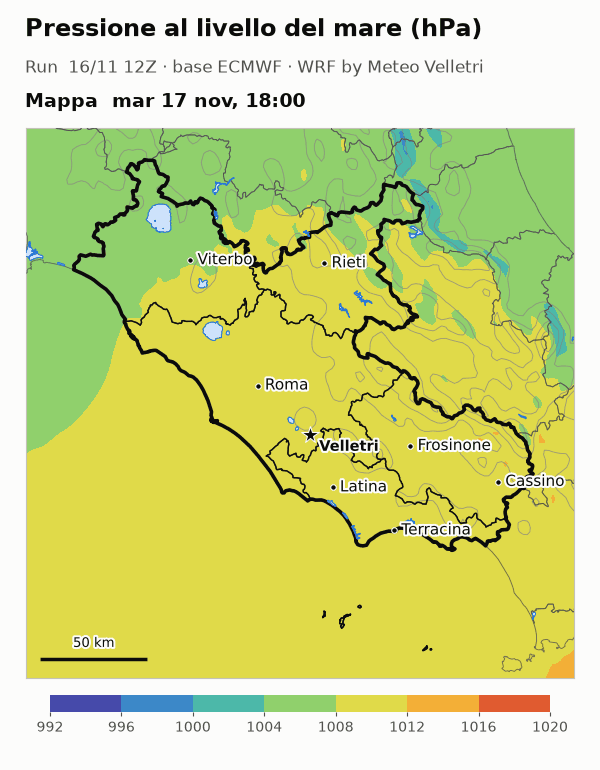 Pressione al livello del mare (hPa)
Run  16/11 12Z · base ECMWF · WRF by Meteo Velletri
Mappa  mar 17 nov, 18:00
Viterbo
Rieti
Roma
Velletri
Frosinone
Latina
Cassino
Terracina
50 km
992 996 1000 1004 1008 1012 1016 1020